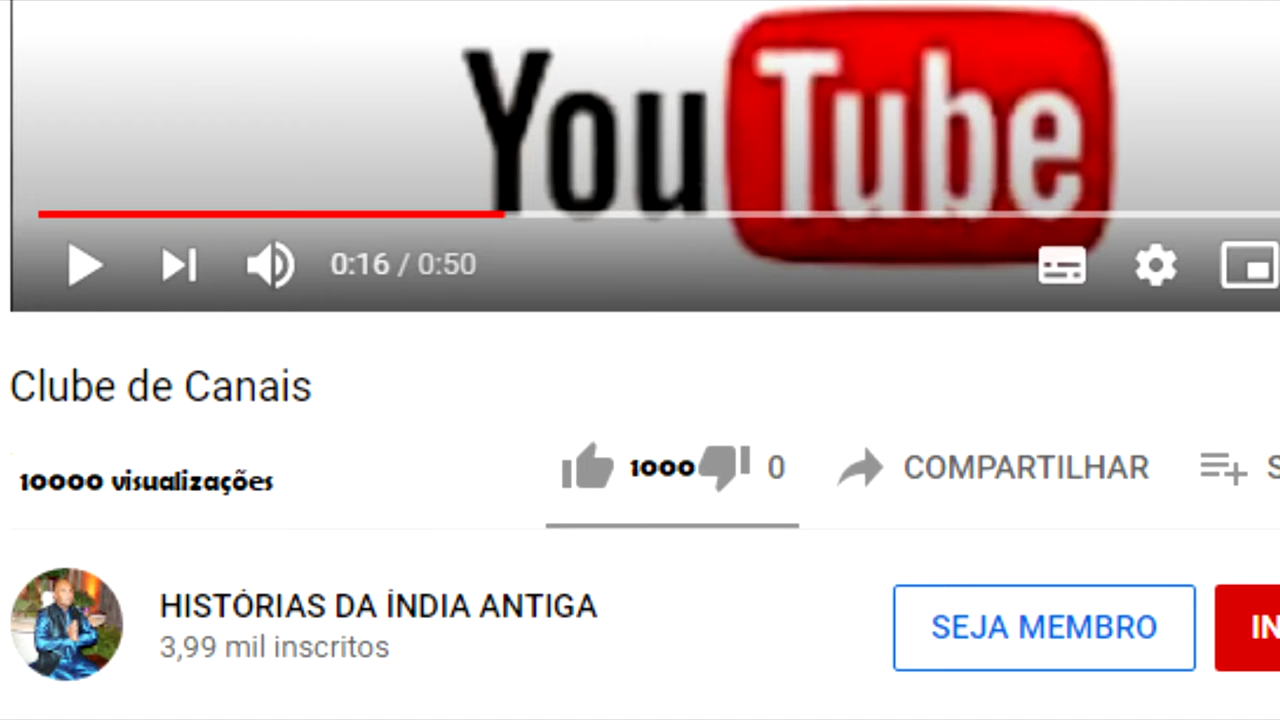 YouTube
0:16 / 0:50
Clube de Canais
10000 visualizações
1000 0 COMPARTILHAR S
HISTÓRIAS DA ÍNDIA ANTIGA
3,99 mil inscritos
SEJA MEMBRO IN